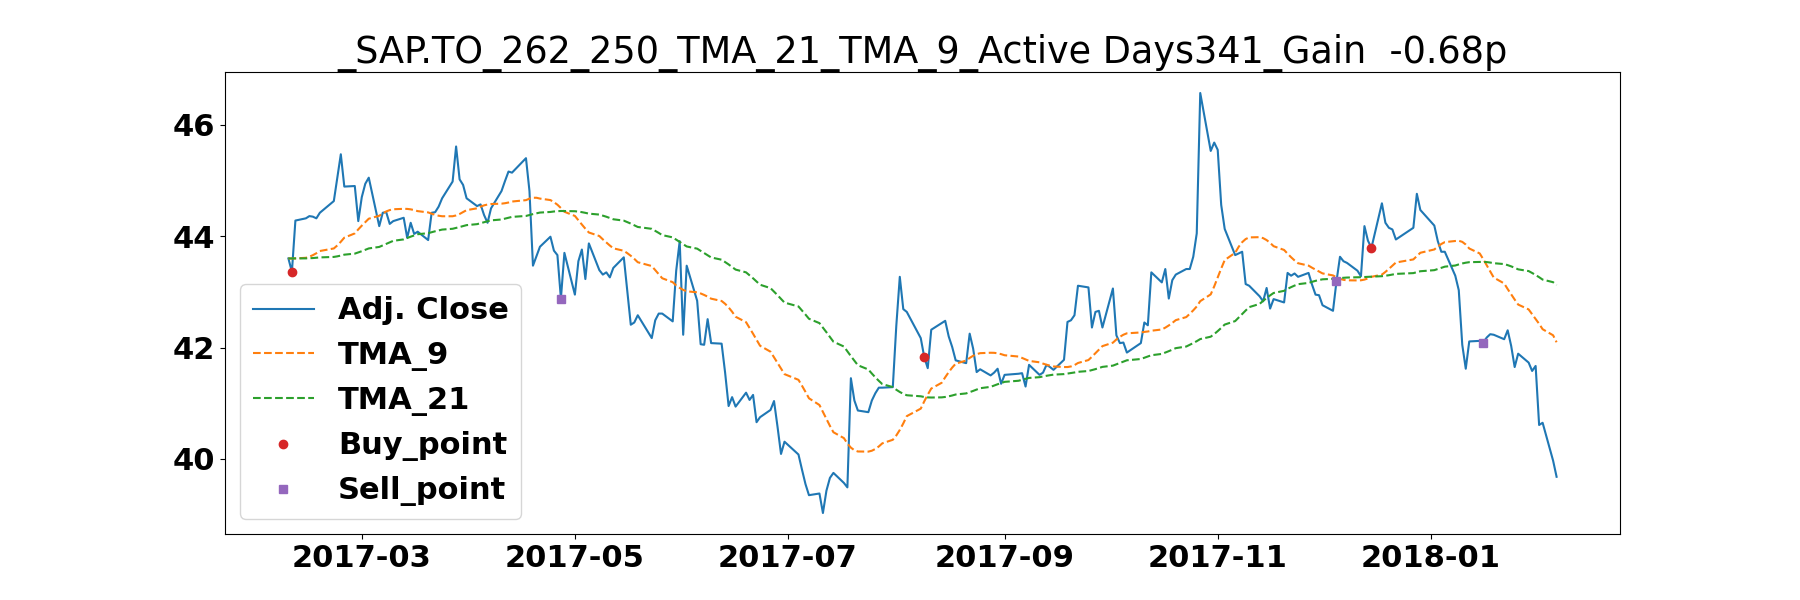 _SAP.TO_262_250_TMA_21_TMA_9_Active Days341_Gain  -0.68p
46
44
42
40
Adj. Close
TMA_9
TMA_21
Buy_point
Sell_point
2017-03 2017-05 2017-07 2017-09 2017-11 2018-01